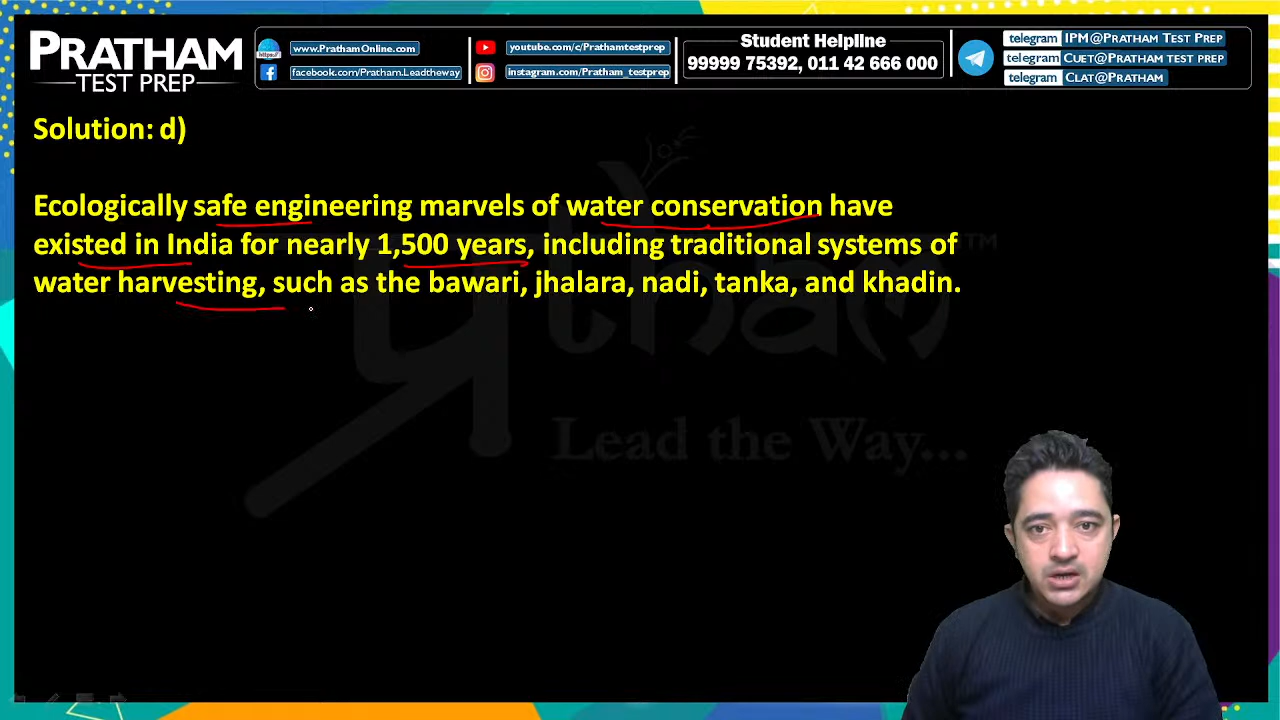 PRATHAM
TEST PREP
https://
www.PrathamOnline.com
facebook.com/Pratham.Leadtheway
youtube.com/c/Prathamtestprep
instagram.com/Pratham_testprep
Student Helpline
99999 75392, 011 42 666 000
telegram IPM@PRATHAM TEST PREP
telegram CUET@PRATHAM TEST PREP
telegram CLAT@PRATHAM
Solution: d)
Ecologically safe engineering marvels of water conservation have
existed in India for nearly 1,500 years, including traditional systems of
water harvesting, such as the bawari, jhalara, nadi, tanka, and khadin.
प्रथम
TM
Lead the Way...